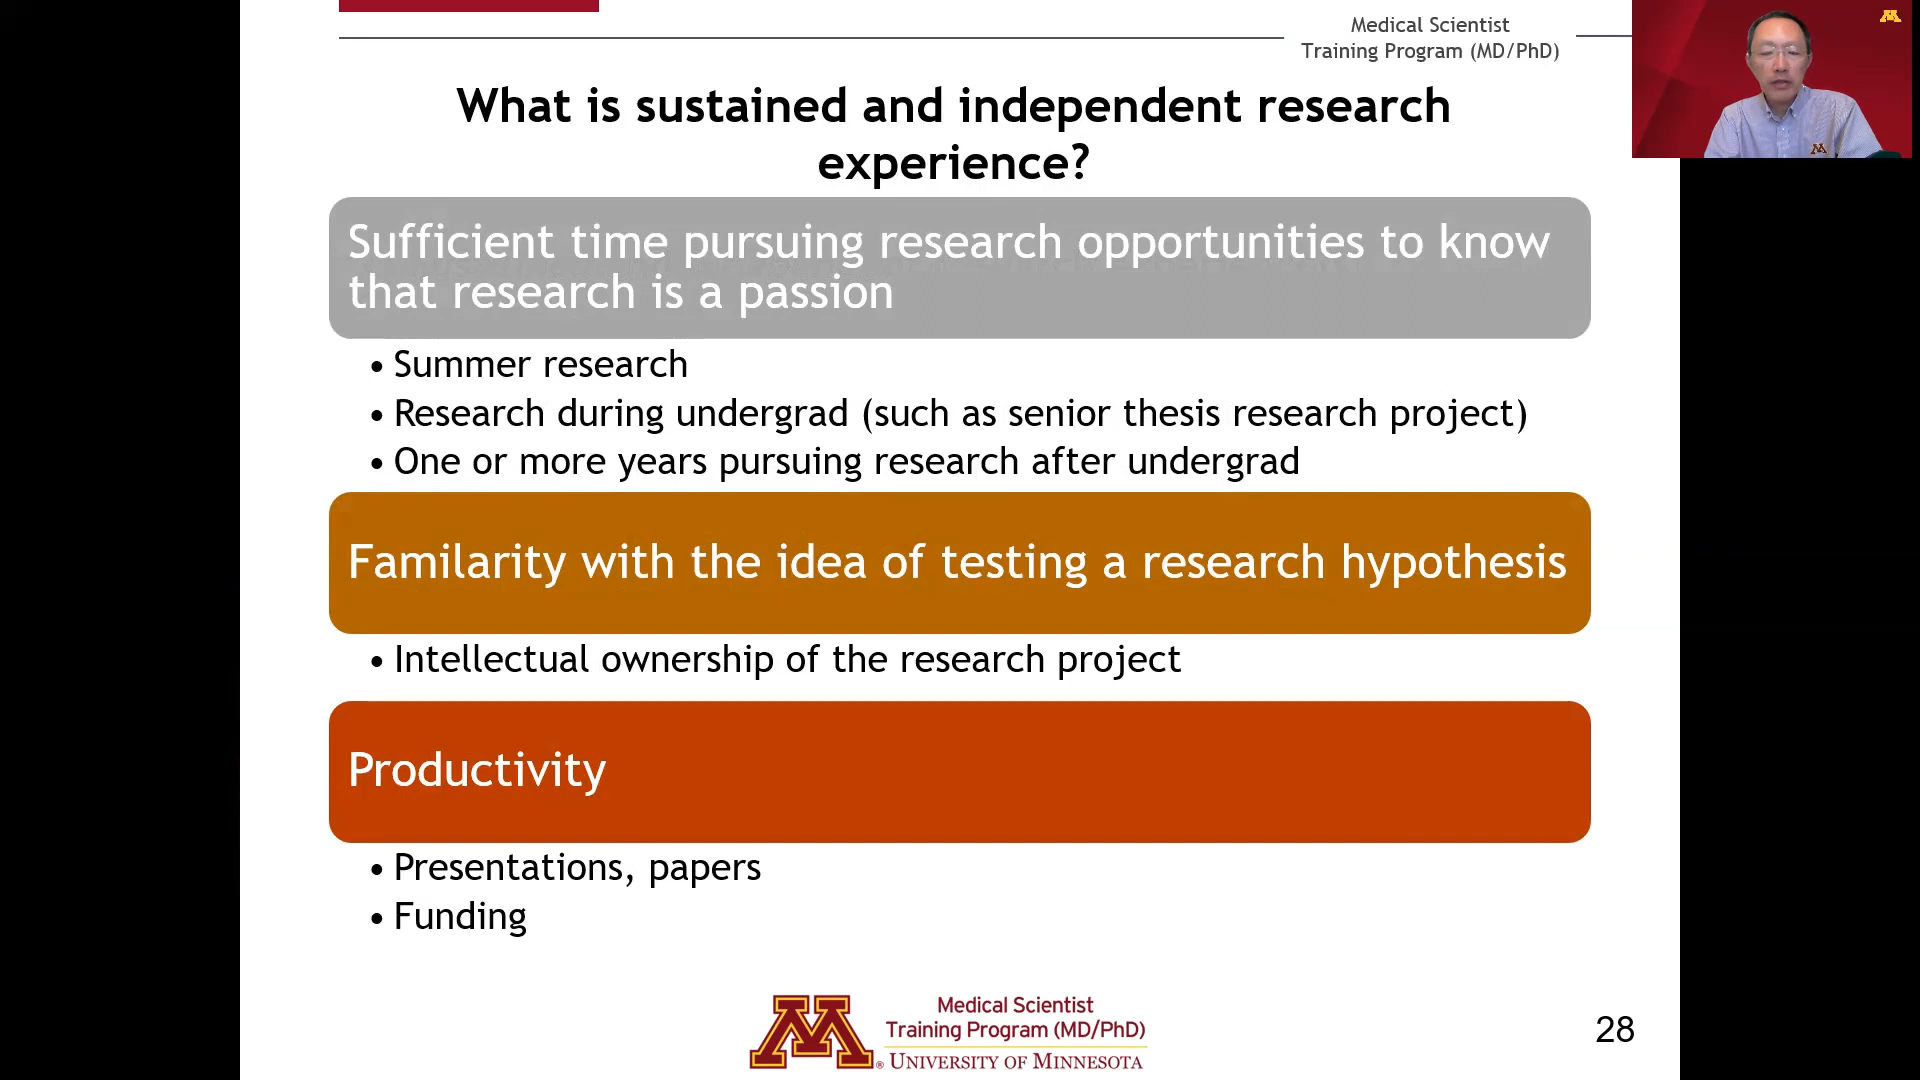 Medical Scientist
Training Program (MD/PhD)
What is sustained and independent research
experience?
Sufficient time pursuing research opportunities to know
that research is a passion
• Summer research
• Research during undergrad (such as senior thesis research project)
• One or more years pursuing research after undergrad
Familarity with the idea of testing a research hypothesis
• Intellectual ownership of the research project
Productivity
• Presentations, papers
• Funding
M
M
M
®
Medical Scientist
Training Program (MD/PhD)
UNIVERSITY OF MINNESOTA
28